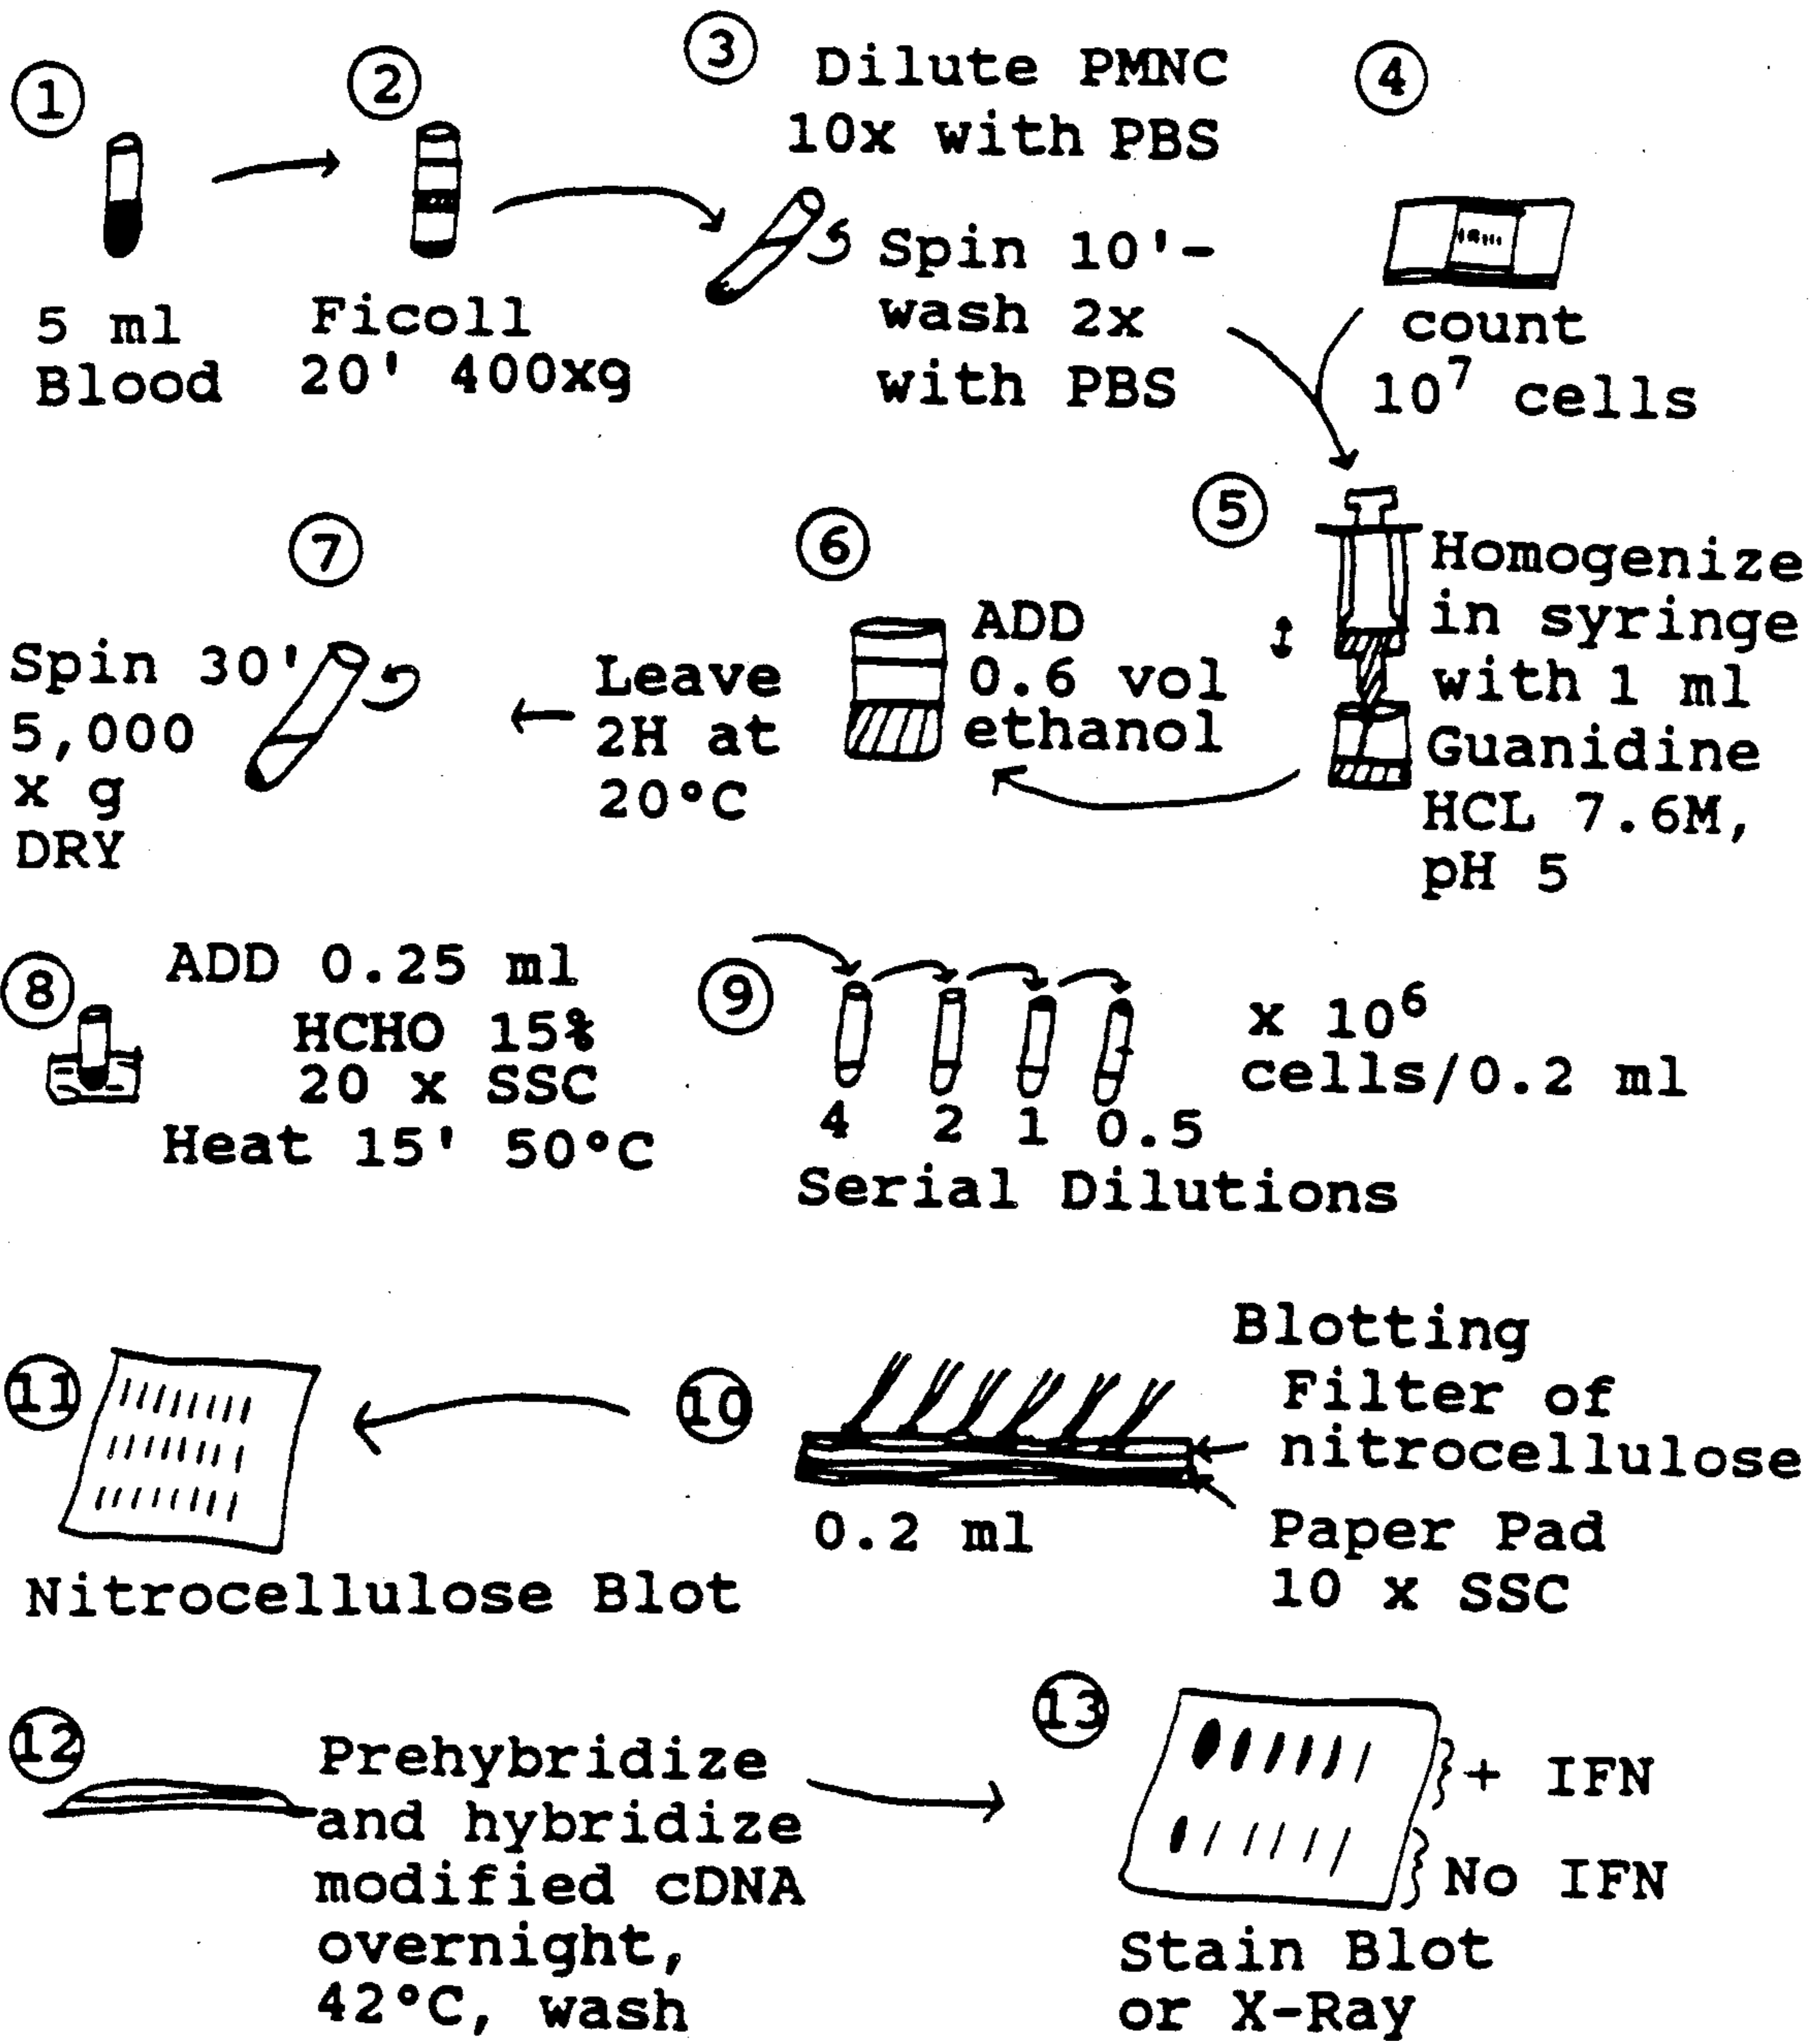 1
5 ml
Blood
2
Ficoll
20' 400xg
3
Dilute PMNC
10x with PBS
Spin 10'-
wash 2x
with PBS
4
count
10⁷ cells
5
Homogenize
in syringe
with 1 ml
Guanidine
HCL 7.6M,
pH 5
6
ADD
0.6 vol
ethanol
Leave
2H at
20°C
7
Spin 30'
5,000
x g
DRY
8
ADD 0.25 ml
HCHO 15%
20 x SSC
Heat 15' 50°C
9
4 2 1 0.5
x 10⁶
cells/0.2 ml
Serial Dilutions
10
0.2 ml
Blotting
Filter of
nitrocellulose
Paper Pad
10 x SSC
11
Nitrocellulose Blot
12
Prehybridize
and hybridize
modified cDNA
overnight,
42°C, wash
13
+ IFN
No IFN
Stain Blot
or X-Ray